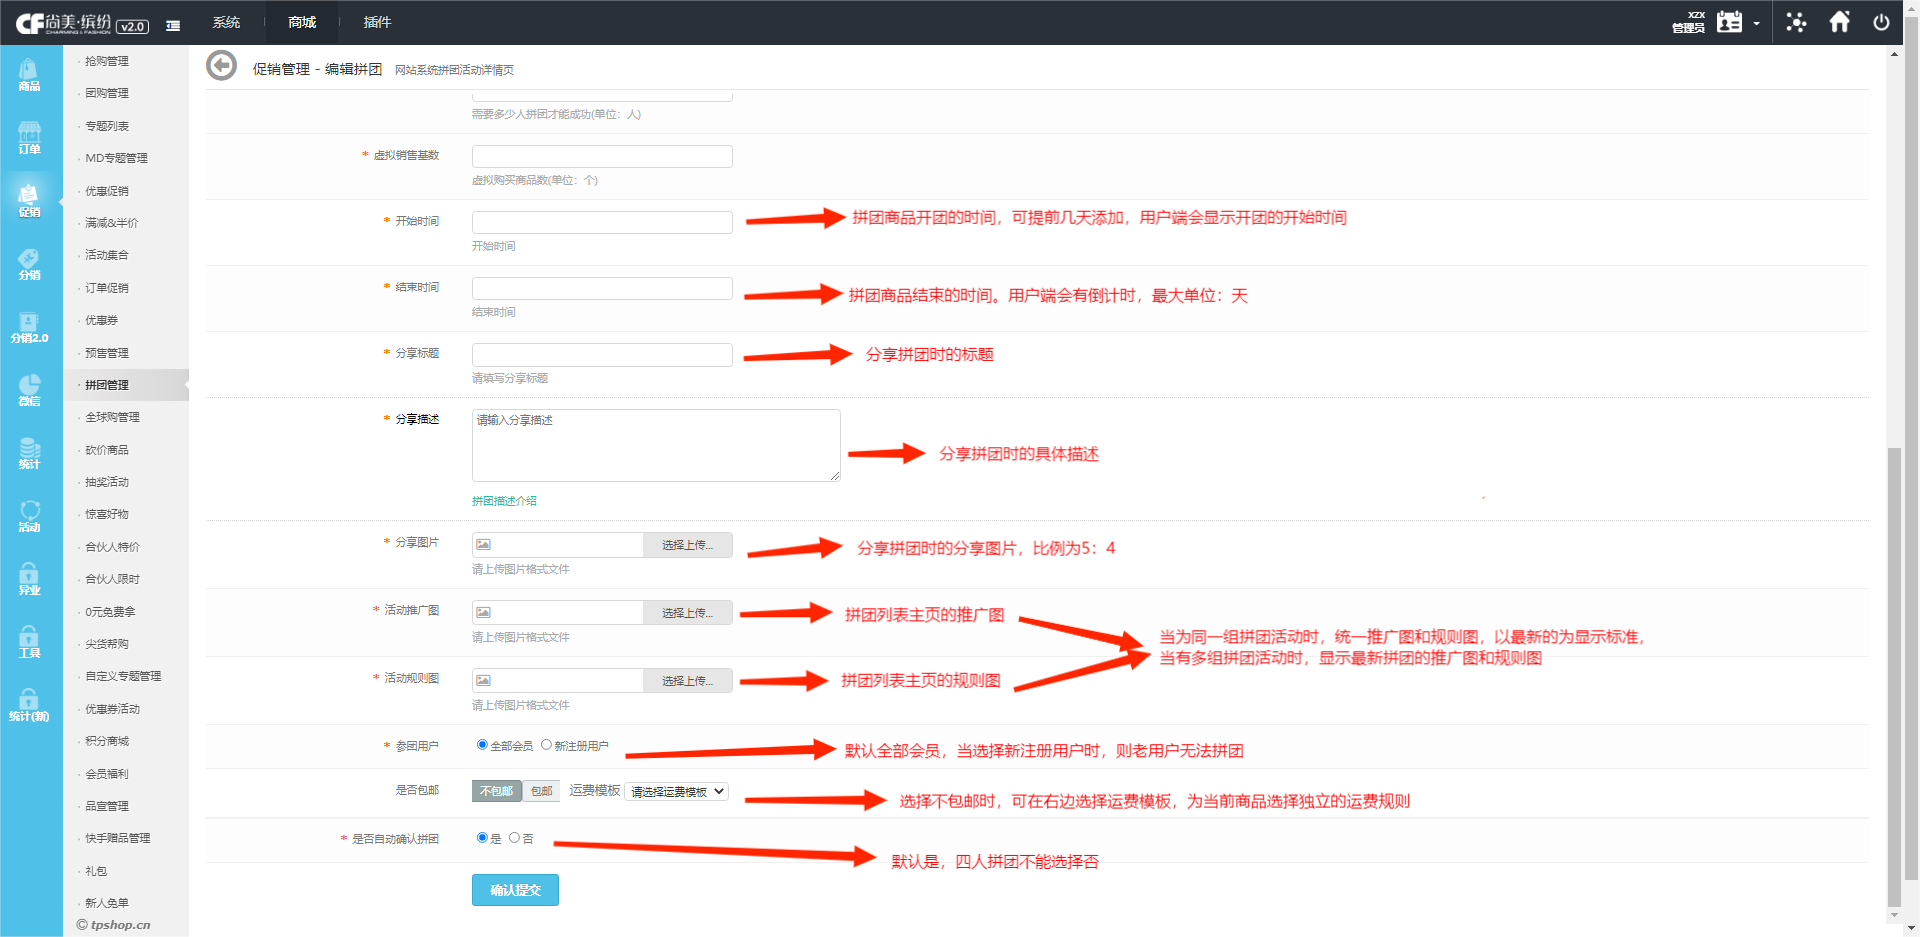 CF尚美·缤纷 v2.0
CHARMING & FASHION
系统
商城
插件
xzx
管理员
商品
订单
促销
分销
分销2.0
微信
统计
活动
异业
工具
统计(新)
· 抢购管理
· 团购管理
· 专题列表
· MD专题管理
· 优惠促销
· 满减&半价
· 活动集合
· 订单促销
· 优惠券
· 预售管理
· 拼团管理
· 全球购管理
· 砍价商品
· 抽奖活动
· 惊喜好物
· 合伙人特价
· 合伙人限时
· 0元免费拿
· 尖货帮购
· 自定义专题管理
· 优惠券活动
· 积分商城
· 会员福利
· 品宣管理
· 快手赠品管理
· 礼包
· 新人免单
© tpshop.cn
促销管理 - 编辑拼团 网站系统拼团活动详情页
需要多少人拼团才能成功(单位：人)
* 虚拟销售基数
虚拟购买商品数(单位：个)
* 开始时间
拼团商品开团的时间，可提前几天添加，用户端会显示开团的开始时间
开始时间
* 结束时间
拼团商品结束的时间。用户端会有倒计时，最大单位：天
结束时间
* 分享标题
分享拼团时的标题
请填写分享标题
* 分享描述
请输入分享描述
分享拼团时的具体描述
拼团描述介绍
* 分享图片
选择上传...
分享拼团时的分享图片，比例为5：4
请上传图片格式文件
* 活动推广图
选择上传...
拼团列表主页的推广图
请上传图片格式文件
当为同一组拼团活动时，统一推广图和规则图，以最新的为显示标准，
当有多组拼团活动时，显示最新拼团的推广图和规则图
* 活动规则图
选择上传...
拼团列表主页的规则图
请上传图片格式文件
* 参团用户
全部会员 新注册用户
默认全部会员，当选择新注册用户时，则老用户无法拼团
是否包邮
不包邮 包邮 运费模板 请选择运费模板
选择不包邮时，可在右边选择运费模板，为当前商品选择独立的运费规则
* 是否自动确认拼团
是 否
默认是，四人拼团不能选择否
确认提交